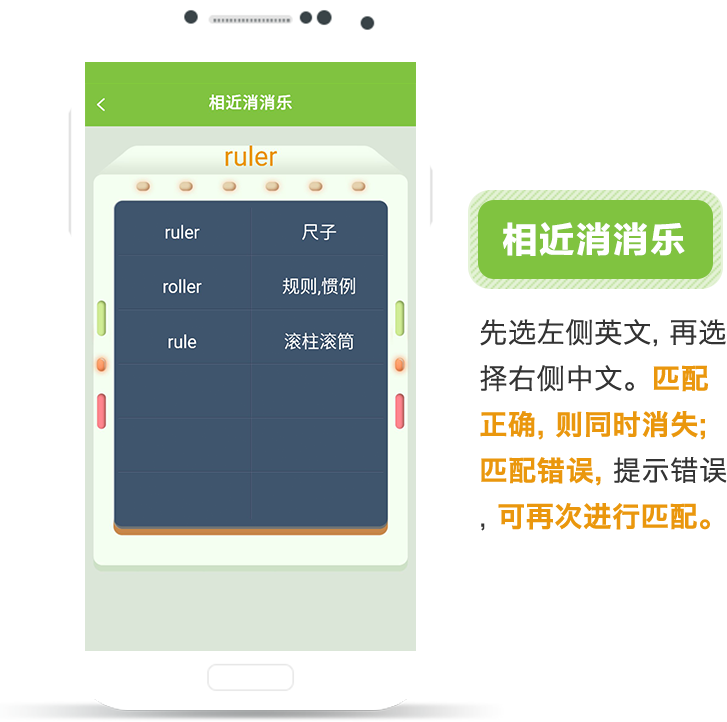 相近消消乐
ruler
ruler 尺子
roller 规则,惯例
rule 滚柱滚筒
相近消消乐
先选左侧英文, 再选
择右侧中文。匹配
正确, 则同时消失;
匹配错误, 提示错误
, 可再次进行匹配。